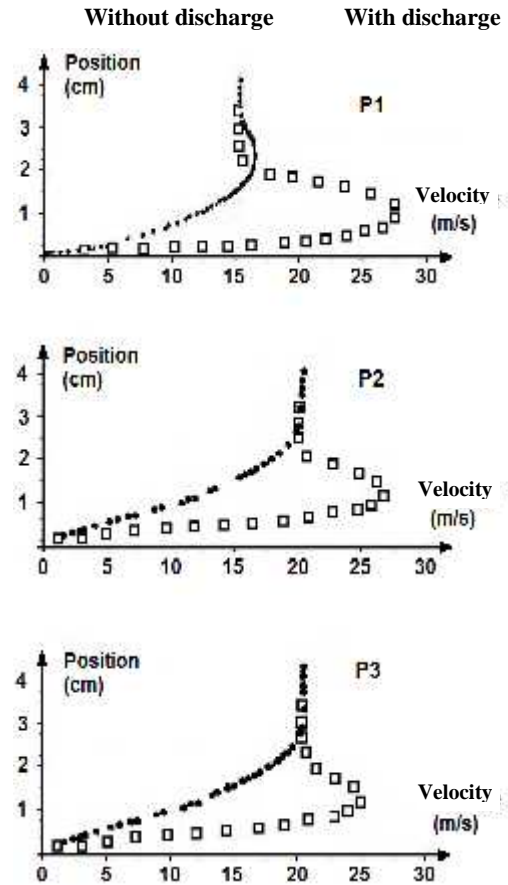 Without discharge With discharge
Position
(cm)
P1
4
3
2
1
Velocity
(m/s)
0 5 10 15 20 25 30
Position
(cm)
P2
4
3
2
1
Velocity
(m/s)
0 5 10 15 20 25 30
Position
(cm)
P3
4
3
2
1
Velocity
(m/s)
0 5 10 15 20 25 30